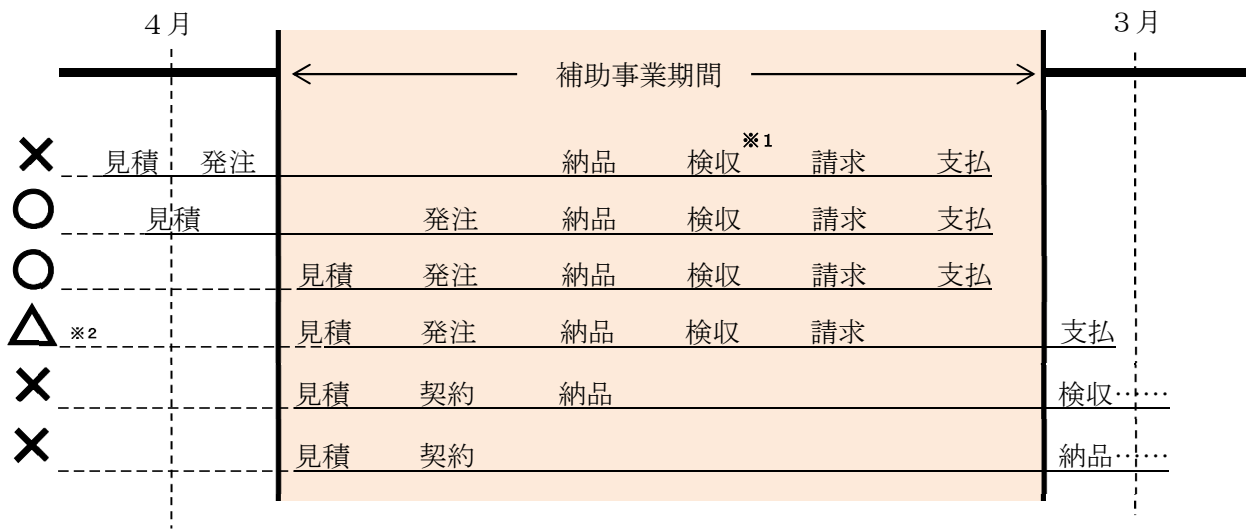 ４月 ３月
補助事業期間
× 見積 発注 納品 検収※1 請求 支払
○ 見積 発注 納品 検収 請求 支払
○ 見積 発注 納品 検収 請求 支払
△ ※2 見積 発注 納品 検収 請求 支払
× 見積 契約 納品 検収……
× 見積 契約 納品……